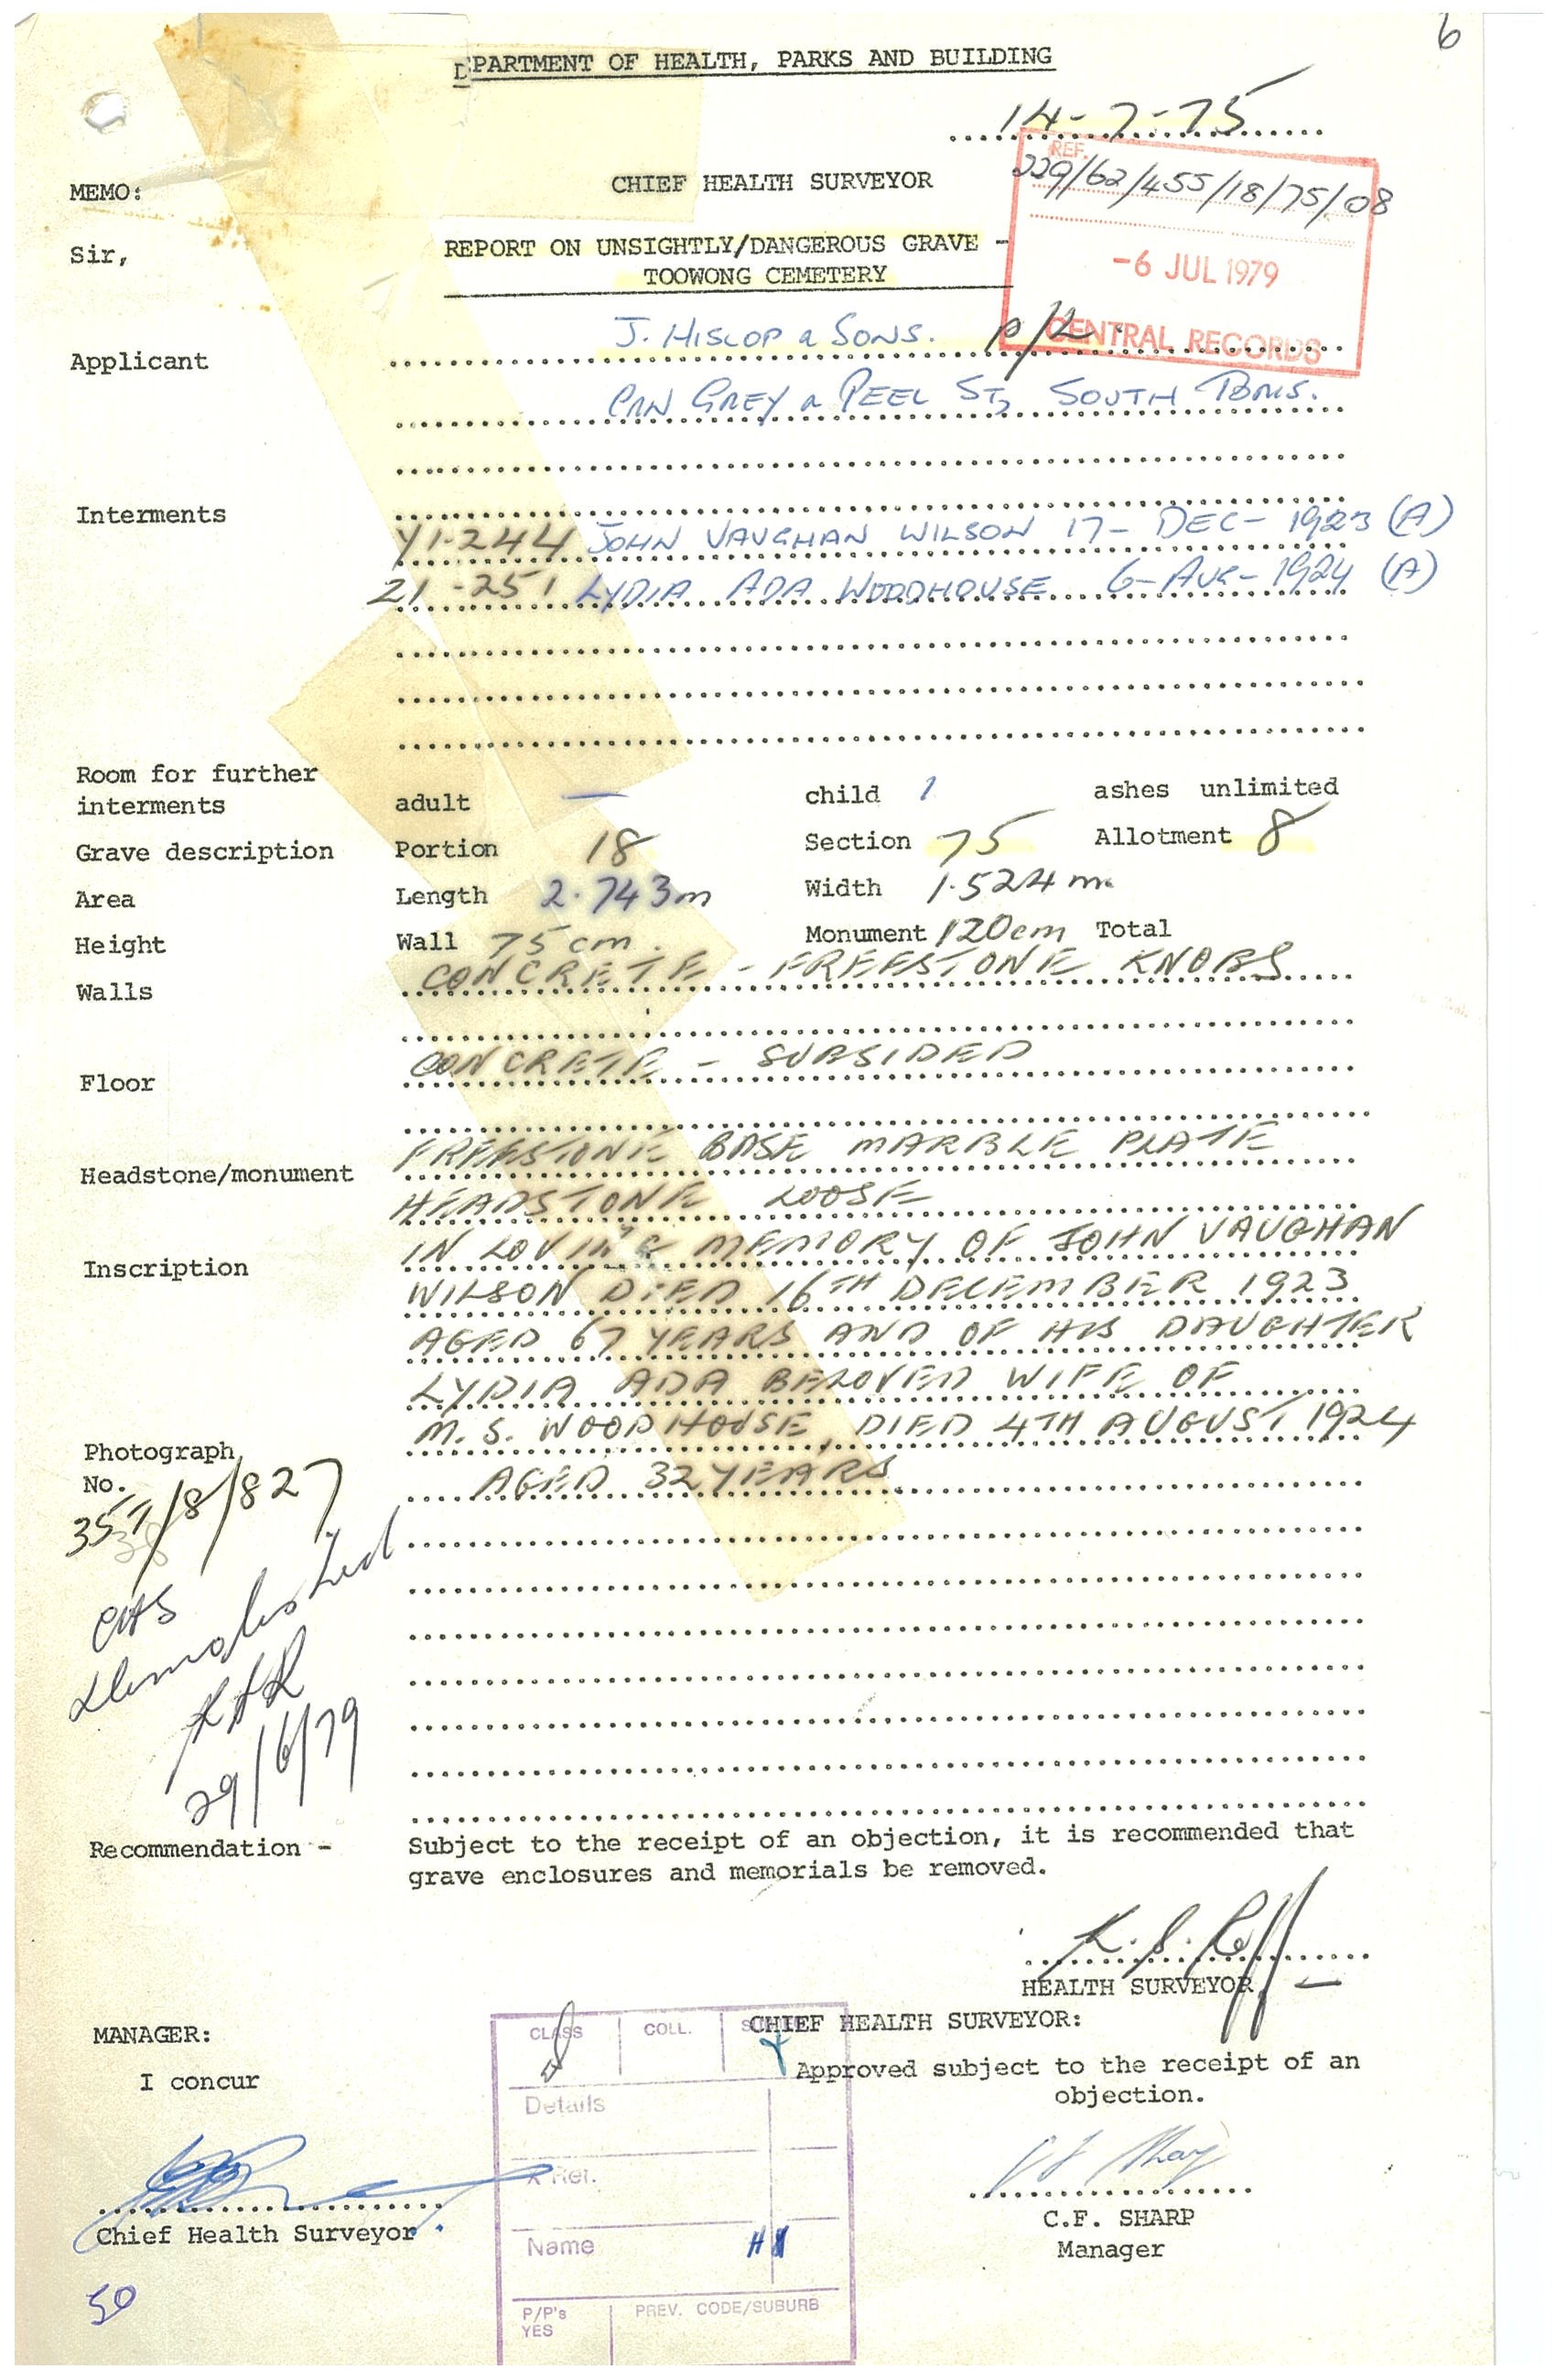 6
DEPARTMENT OF HEALTH, PARKS AND BUILDING
14-7-75
REF.
229/62/455/18/75/08
MEMO:
CHIEF HEALTH SURVEYOR
Sir,
REPORT ON UNSIGHTLY/DANGEROUS GRAVE -
TOOWONG CEMETERY
-6 JUL 1979
CENTRAL RECORDS
Applicant
J. HISLOP & SONS. P/L.
CRN GREY & PEEL ST, SOUTH BRIS.
Interments
Y1-244 JOHN VAUGHAN WILSON 17- DEC- 1923 (A)
21-251 LYDIA ADA WOODHOUSE 6-AUG-1924 (A)
Room for further
interments adult — child 1 ashes unlimited
Grave description Portion 18 Section 75 Allotment 8
Area Length 2.743m Width 1.524m
Height Wall 75cm. Monument 120cm Total
Walls CONCRETE - FREESTONE KNOBS
Floor CONCRETE - SUBSIDED
Headstone/monument FREESTONE BASE MARBLE PLATE
HEADSTONE LOOSE
Inscription IN LOVING MEMORY OF JOHN VAUGHAN
WILSON DIED 16TH DECEMBER 1923
AGED 67 YEARS AND OF HIS DAUGHTER
LYDIA ADA BELOVED WIFE OF
M. S. WOODHOUSE, DIED 4TH AUGUST 1924
AGED 32 YEARS
Photograph
No.
357/8/827
CHS
demolished
29/6/79
Recommendation - Subject to the receipt of an objection, it is recommended that
grave enclosures and memorials be removed.
HEALTH SURVEYOR
MANAGER:
CHIEF HEALTH SURVEYOR:
I concur
Approved subject to the receipt of an
objection.
Chief Health Surveyor
C.F. SHARP
Manager
50
CLASS COLL.
Details
X Ref.
Name
P/P's
YES
PREV. CODE/SUBURB